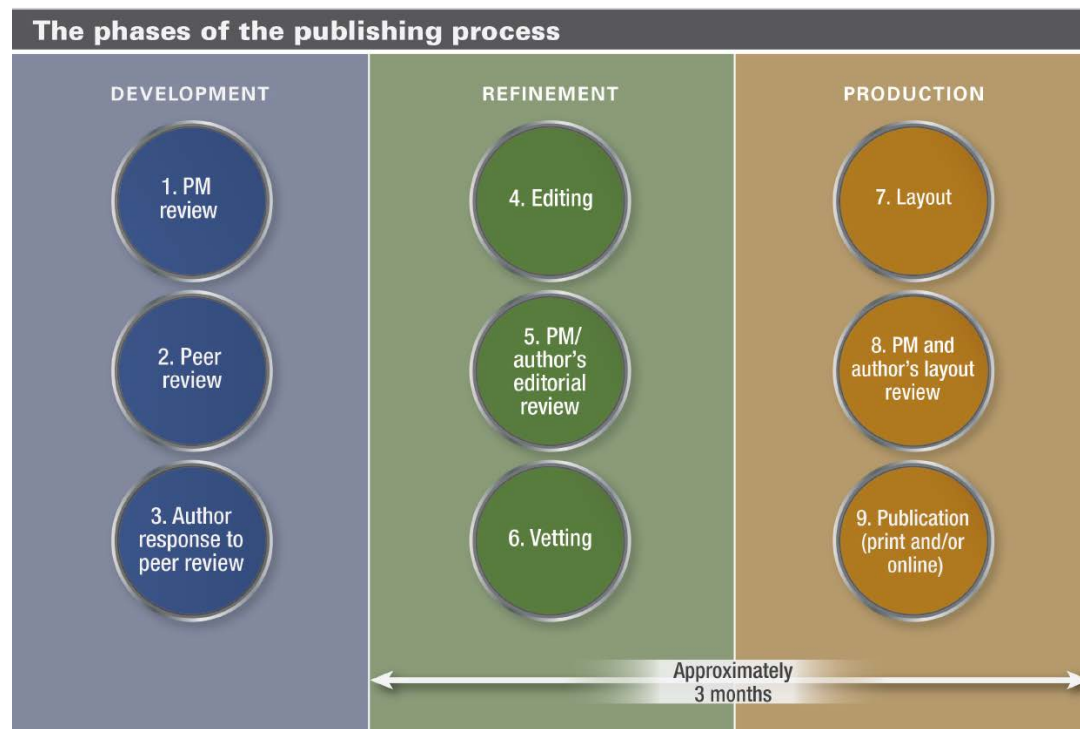 The phases of the publishing process
DEVELOPMENT
1. PM
review
2. Peer
review
3. Author
response to
peer review
REFINEMENT
4. Editing
5. PM/
author's
editorial
review
6. Vetting
PRODUCTION
7. Layout
8. PM and
author's layout
review
9. Publication
(print and/or
online)
Approximately
3 months